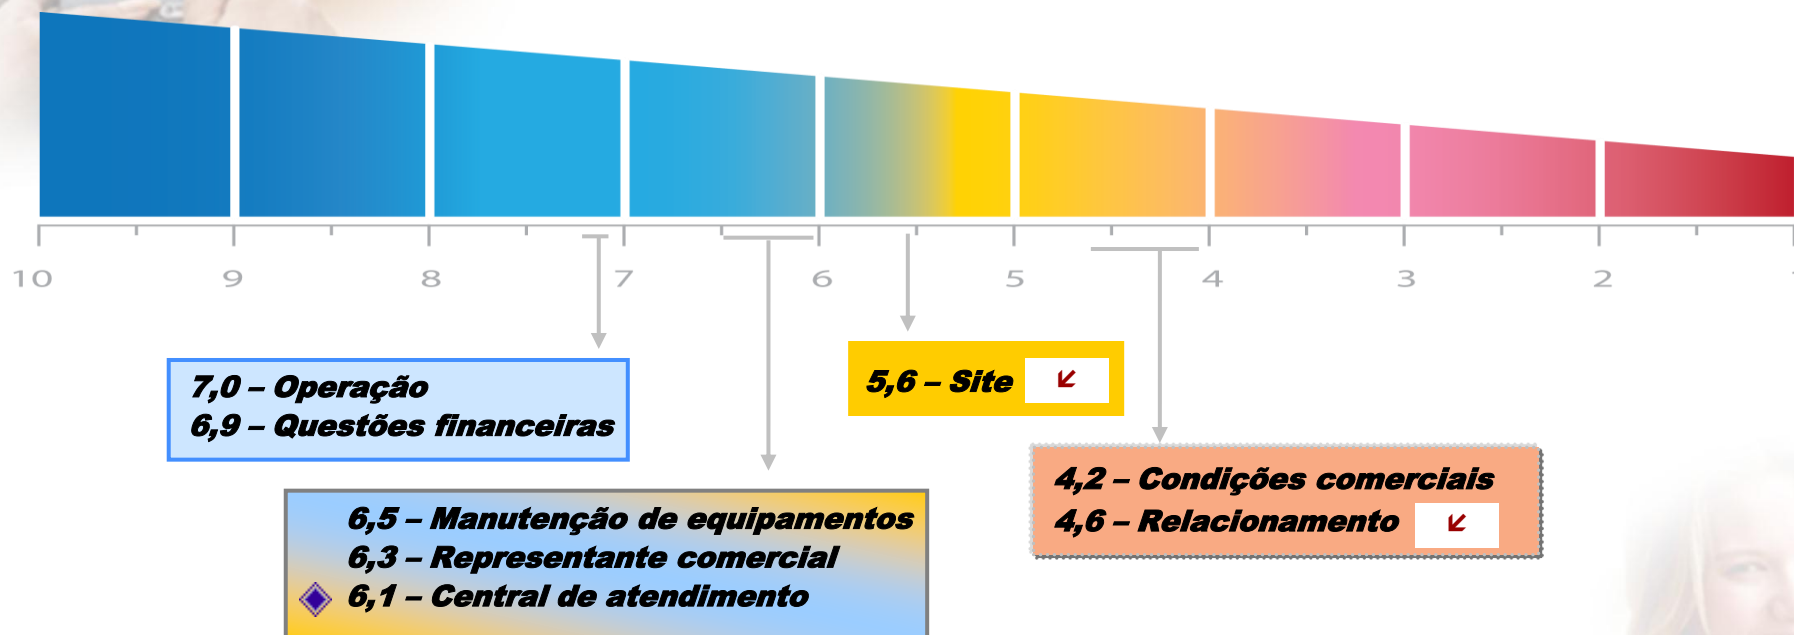 10 9 8 7 6 5 4 3 2
7,0 – Operação
6,9 – Questões financeiras
5,6 – Site
6,5 – Manutenção de equipamentos
6,3 – Representante comercial
6,1 – Central de atendimento
4,2 – Condições comerciais
4,6 – Relacionamento